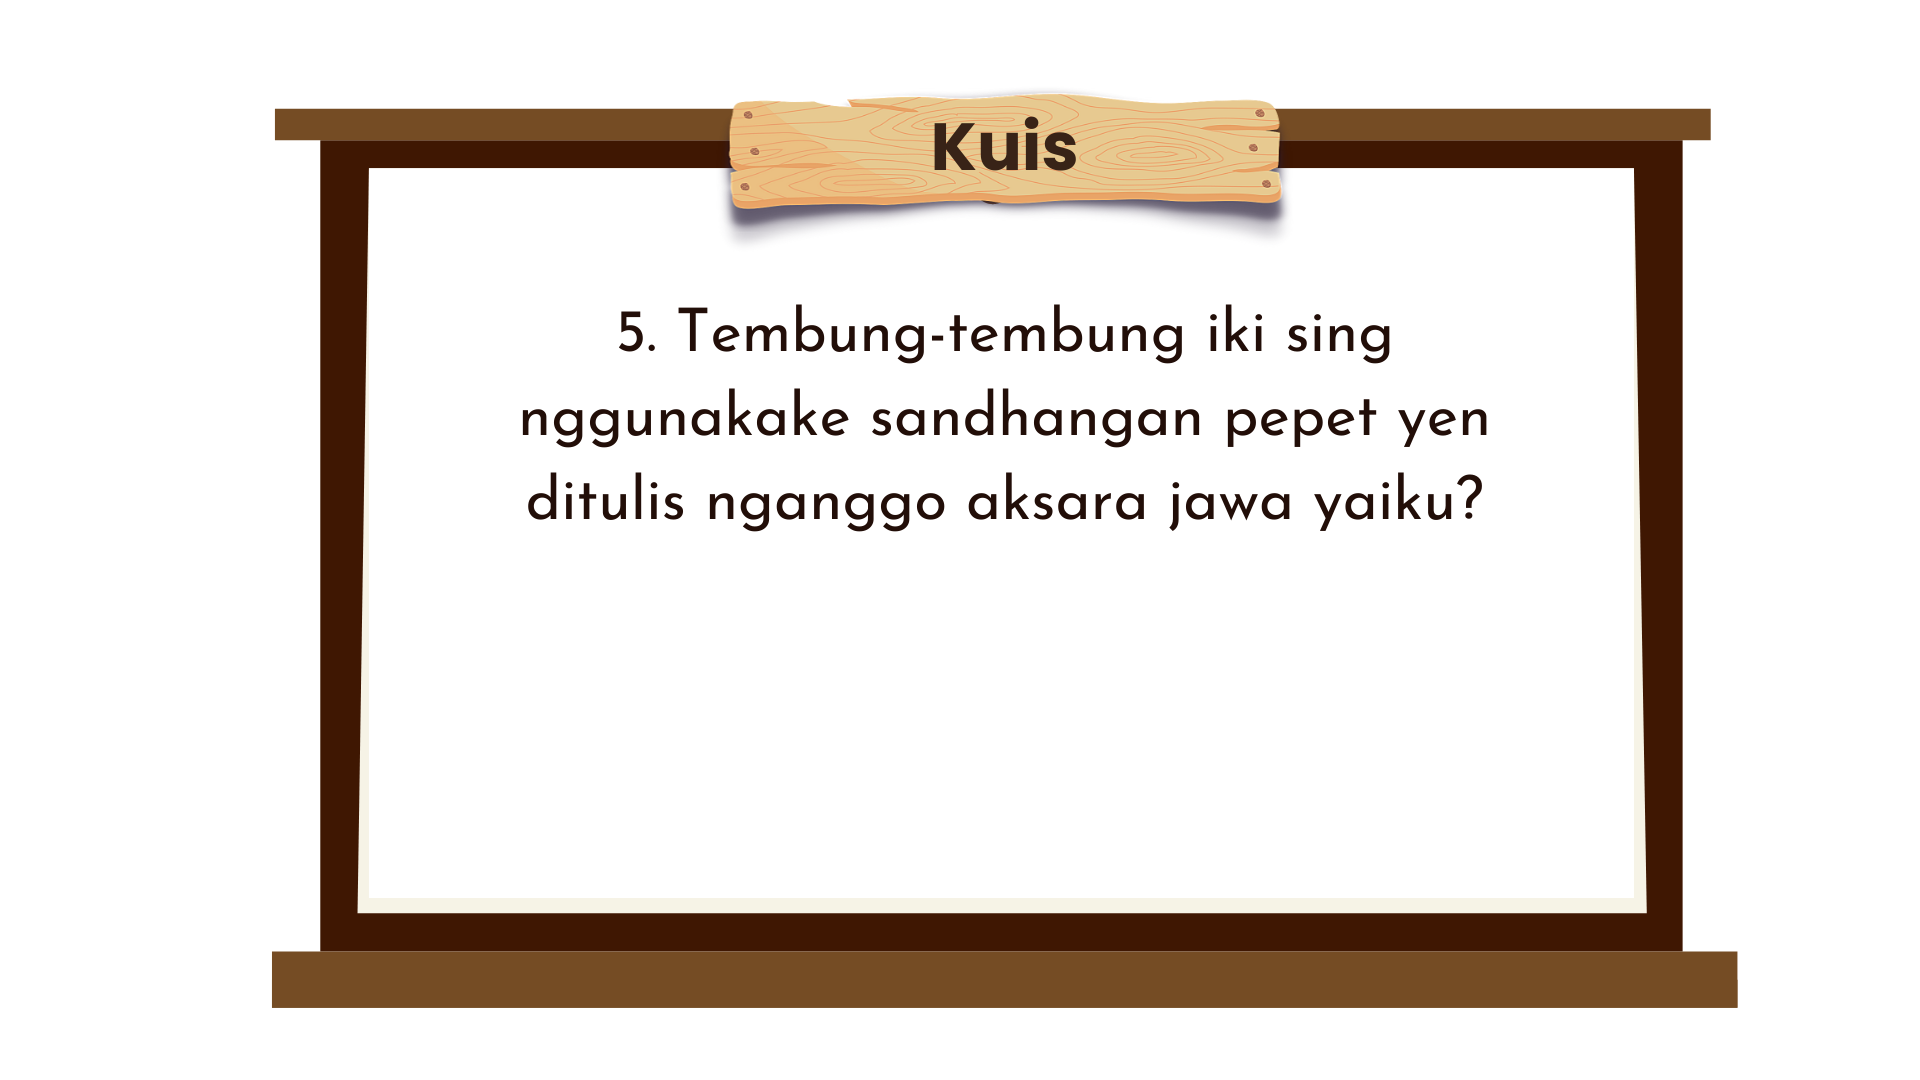 Kuis
5. Tembung-tembung iki sing
nggunakake sandhangan pepet yen
ditulis nganggo aksara jawa yaiku?